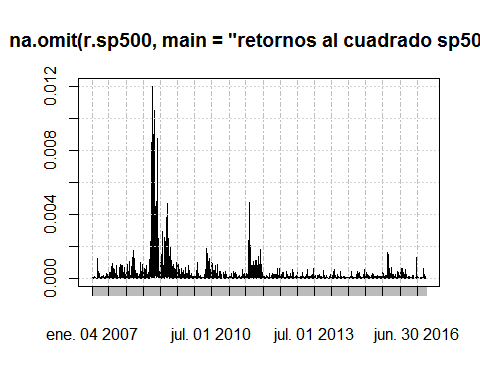 na.omit(r.sp500, main = "retornos al cuadrado sp50
0.012
0.008
0.004
0.000
ene. 04 2007 jul. 01 2010 jul. 01 2013 jun. 30 2016